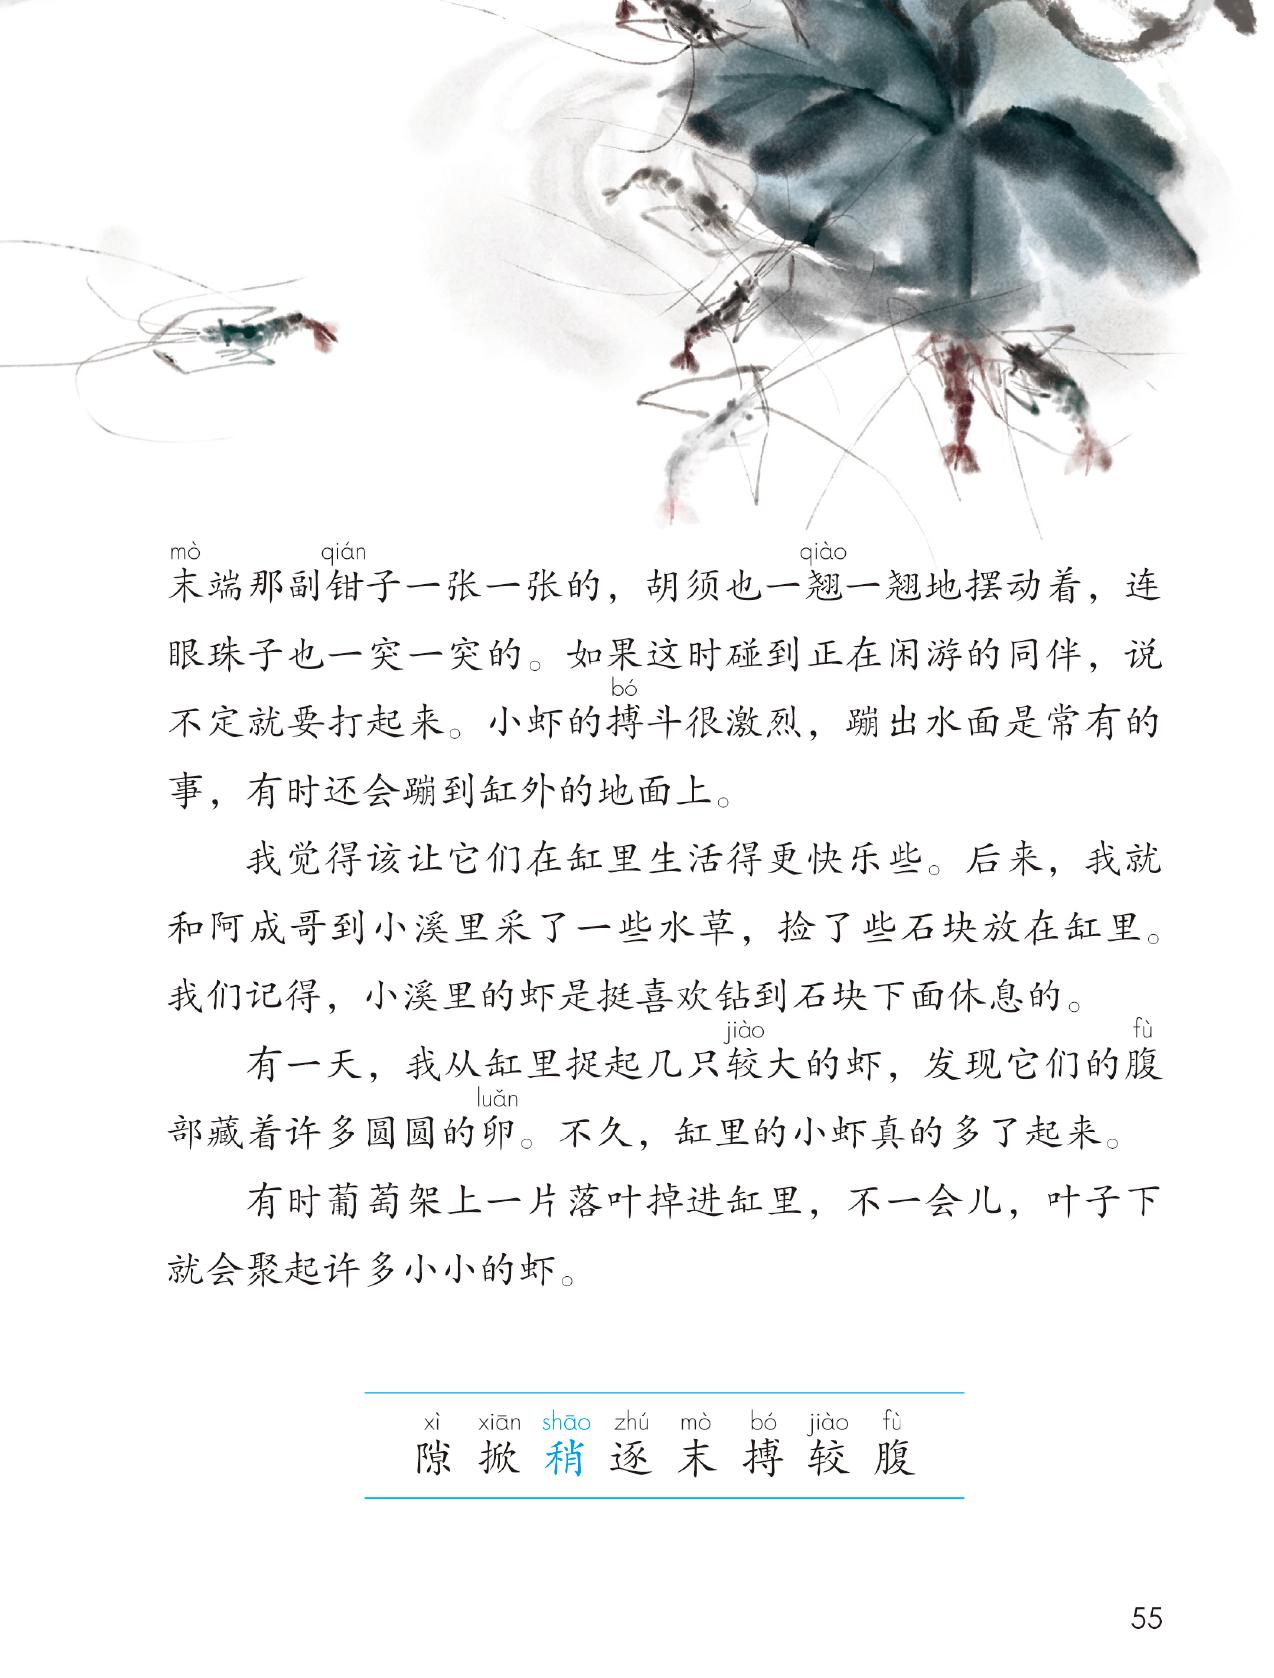 mò qián qiào
末端那副钳子一张一张的，胡须也一翘一翘地摆动着，连
眼珠子也一突一突的。如果这时碰到正在闲游的同伴，说
bó
不定就要打起来。小虾的搏斗很激烈，蹦出水面是常有的
事，有时还会蹦到缸外的地面上。
我觉得该让它们在缸里生活得更快乐些。后来，我就
和阿成哥到小溪里采了一些水草，捡了些石块放在缸里。
我们记得，小溪里的虾是挺喜欢钻到石块下面休息的。
jiào fù
有一天，我从缸里捉起几只较大的虾，发现它们的腹
luǎn
部藏着许多圆圆的卵。不久，缸里的小虾真的多了起来。
有时葡萄架上一片落叶掉进缸里，不一会儿，叶子下
就会聚起许多小小的虾。
xì xiān shāo zhú mò bó jiào fù
隙 掀 稍 逐 末 搏 较 腹
55